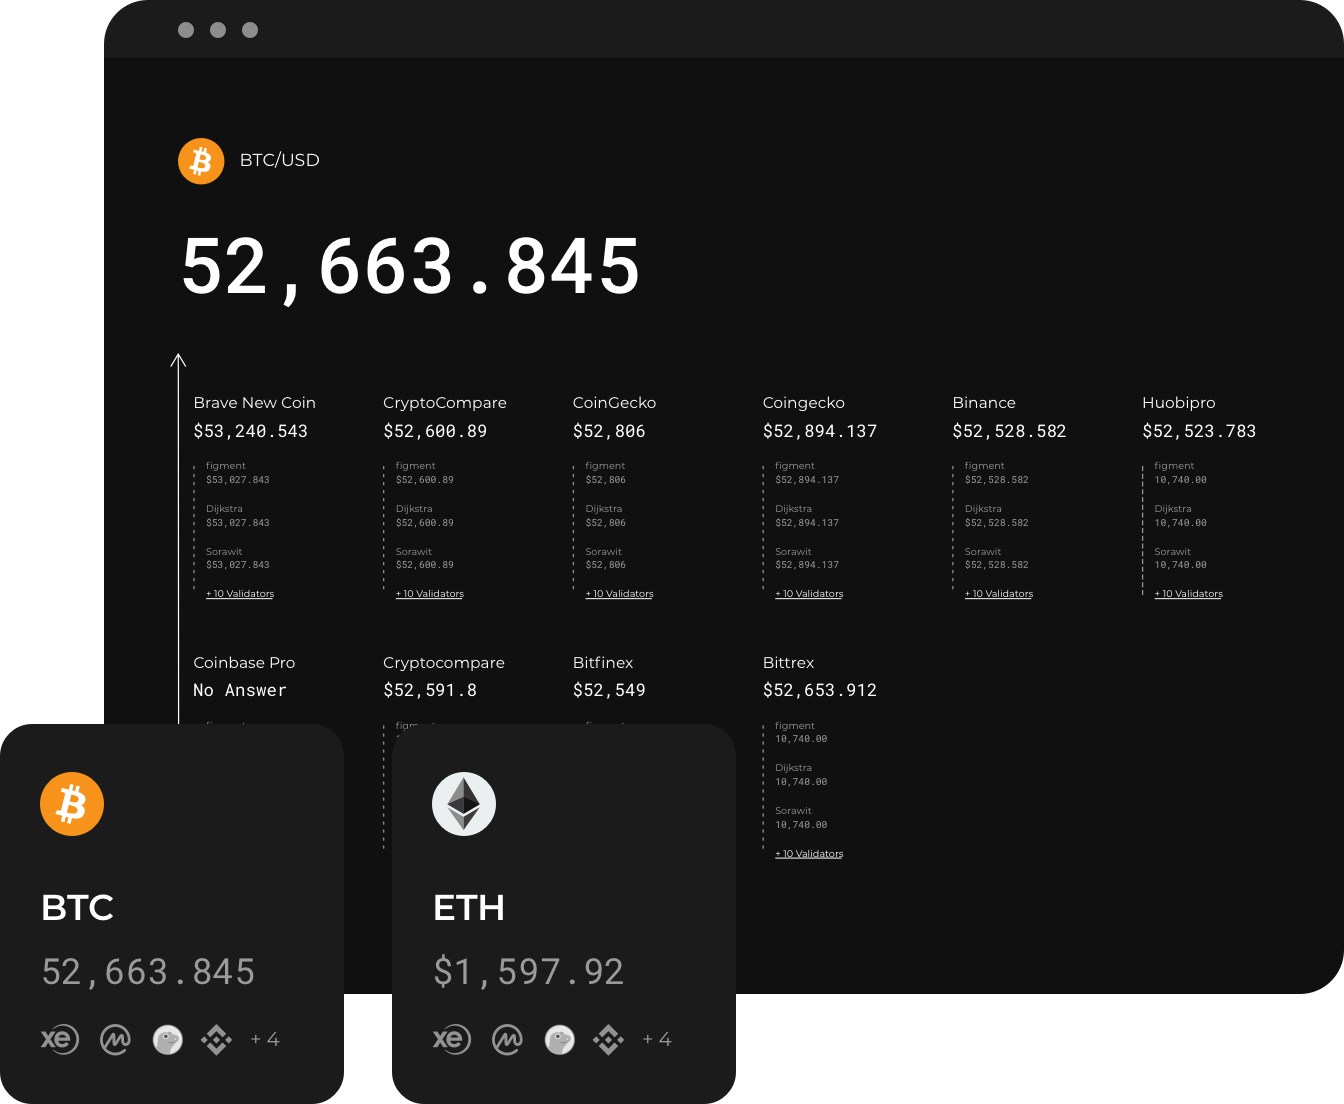 BTC/USD
52,663.845
Brave New Coin
$53,240.543
figment
$53,027.843
Dijkstra
$53,027.843
Sorawit
$53,027.843
+ 10 Validators
CryptoCompare
$52,600.89
figment
$52,600.89
Dijkstra
$52,600.89
Sorawit
$52,600.89
+ 10 Validators
CoinGecko
$52,806
figment
$52,806
Dijkstra
$52,806
Sorawit
$52,806
+ 10 Validators
Coingecko
$52,894.137
figment
$52,894.137
Dijkstra
$52,894.137
Sorawit
$52,894.137
+ 10 Validators
Binance
$52,528.582
figment
$52,528.582
Dijkstra
$52,528.582
Sorawit
$52,528.582
+ 10 Validators
Huobipro
$52,523.783
figment
10,740.00
Dijkstra
10,740.00
Sorawit
10,740.00
+ 10 Validators
Coinbase Pro
No Answer
Cryptocompare
$52,591.8
Bitfinex
$52,549
Bittrex
$52,653.912
figment
10,740.00
Dijkstra
10,740.00
Sorawit
10,740.00
+ 10 Validators
BTC
52,663.845
xe
+ 4
ETH
$1,597.92
xe
+ 4